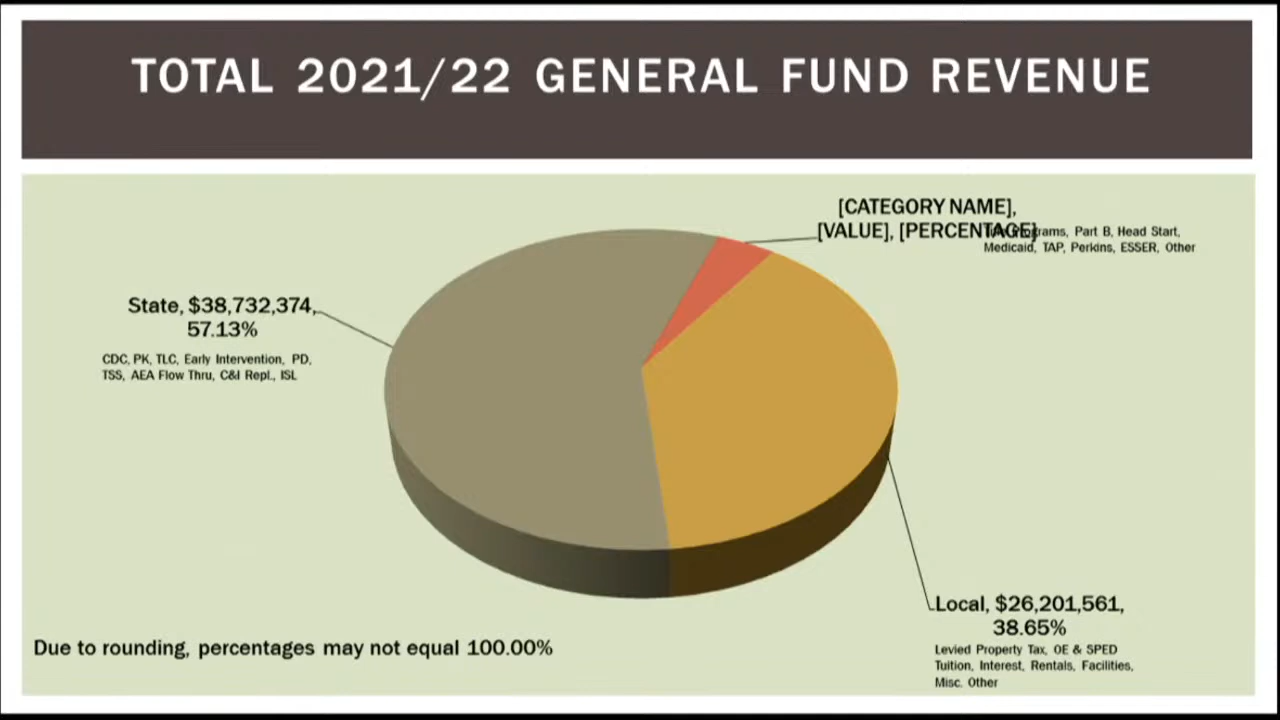 TOTAL 2021/22 GENERAL FUND REVENUE
[CATEGORY NAME],
[VALUE], [PERCENTAGE]
Programs, Part B, Head Start,
Medicaid, TAP, Perkins, ESSER, Other
State, $38,732,374,
57.13%
CDC, PK, TLC, Early Intervention, PD,
TSS, AEA Flow Thru, C&I Repl., ISL
Local, $26,201,561,
38.65%
Levied Property Tax, OE & SPED
Tuition, Interest, Rentals, Facilities,
Misc. Other
Due to rounding, percentages may not equal 100.00%